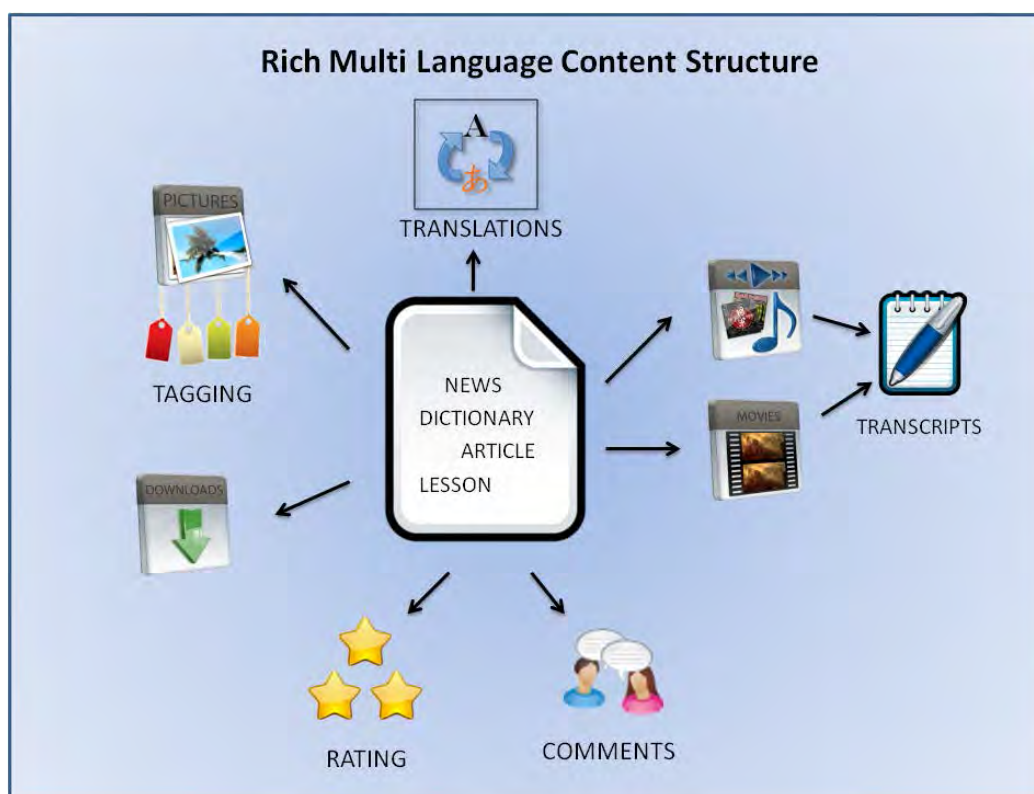 Rich Multi Language Content Structure
A
あ
TRANSLATIONS
PICTURES
TAGGING
NEWS
DICTIONARY
ARTICLE
LESSON
MOVIES
TRANSCRIPTS
DOWNLOADS
RATING
COMMENTS